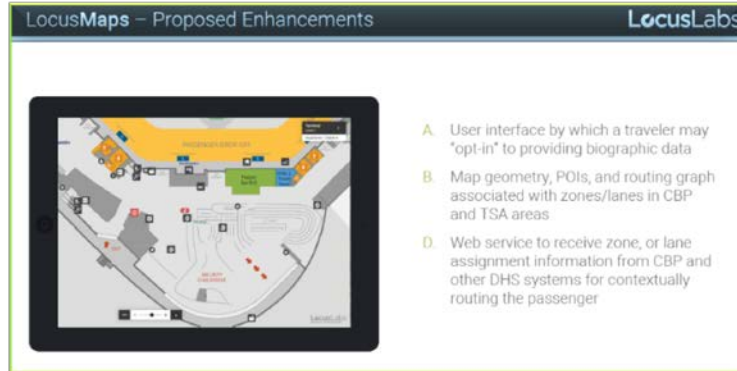 LocusMaps – Proposed Enhancements
LocusLabs
A. User interface by which a traveler may
"opt-in" to providing biographic data
B. Map geometry, POIs, and routing graph
associated with zones/lanes in CBP
and TSA areas
D. Web service to receive zone, or lane
assignment information from CBP and
other DHS systems for contextually
routing the passenger
LocusLabs